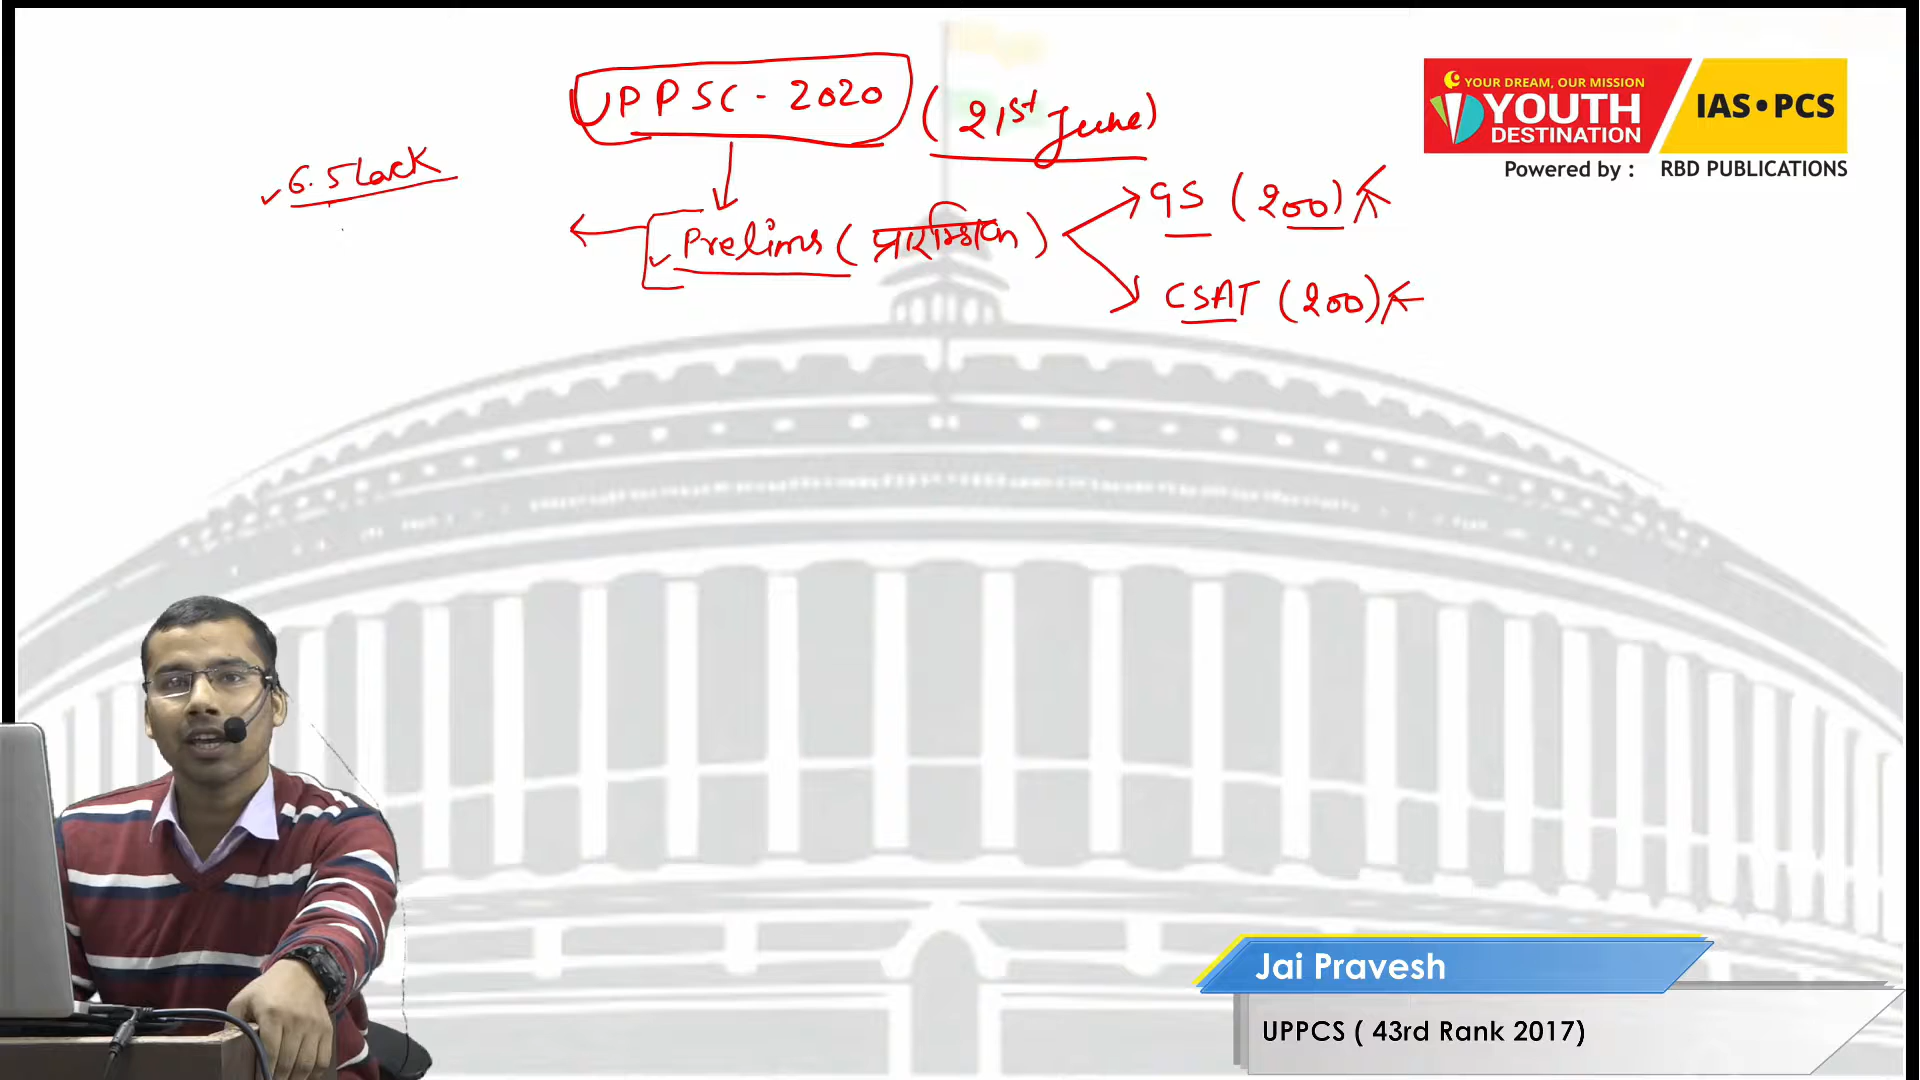 UPPSC - 2020 (21st June)
6.5 Lack
Prelims (प्रारम्भिक)
GS (200)
CSAT (200)
YOUR DREAM, OUR MISSION
YOUTH
DESTINATION
IAS • PCS
Powered by : RBD PUBLICATIONS
Jai Pravesh
UPPCS ( 43rd Rank 2017)